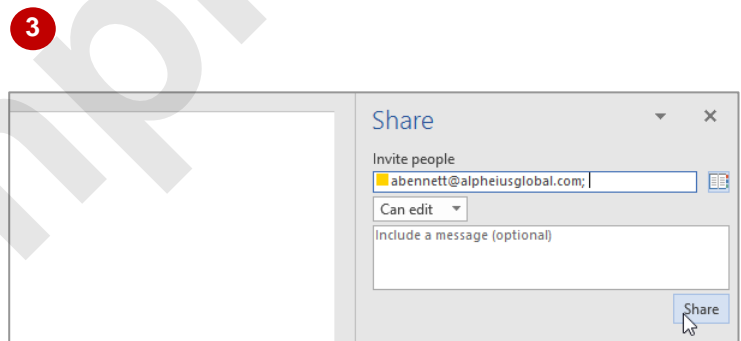 3
Share
Invite people
abennett@alpheiusglobal.com;
Can edit
Include a message (optional)
Share